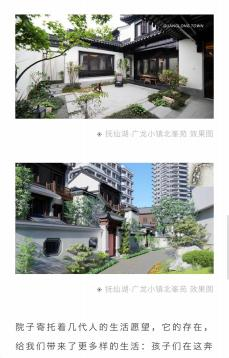 GUANGLONG TOWN
※ 抚仙湖·广龙小镇北峯苑 效果图
※ 抚仙湖·广龙小镇北峯苑 效果图
院子寄托着几代人的生活愿望，它的存在，
给我们带来了更多样的生活：孩子们在这奔